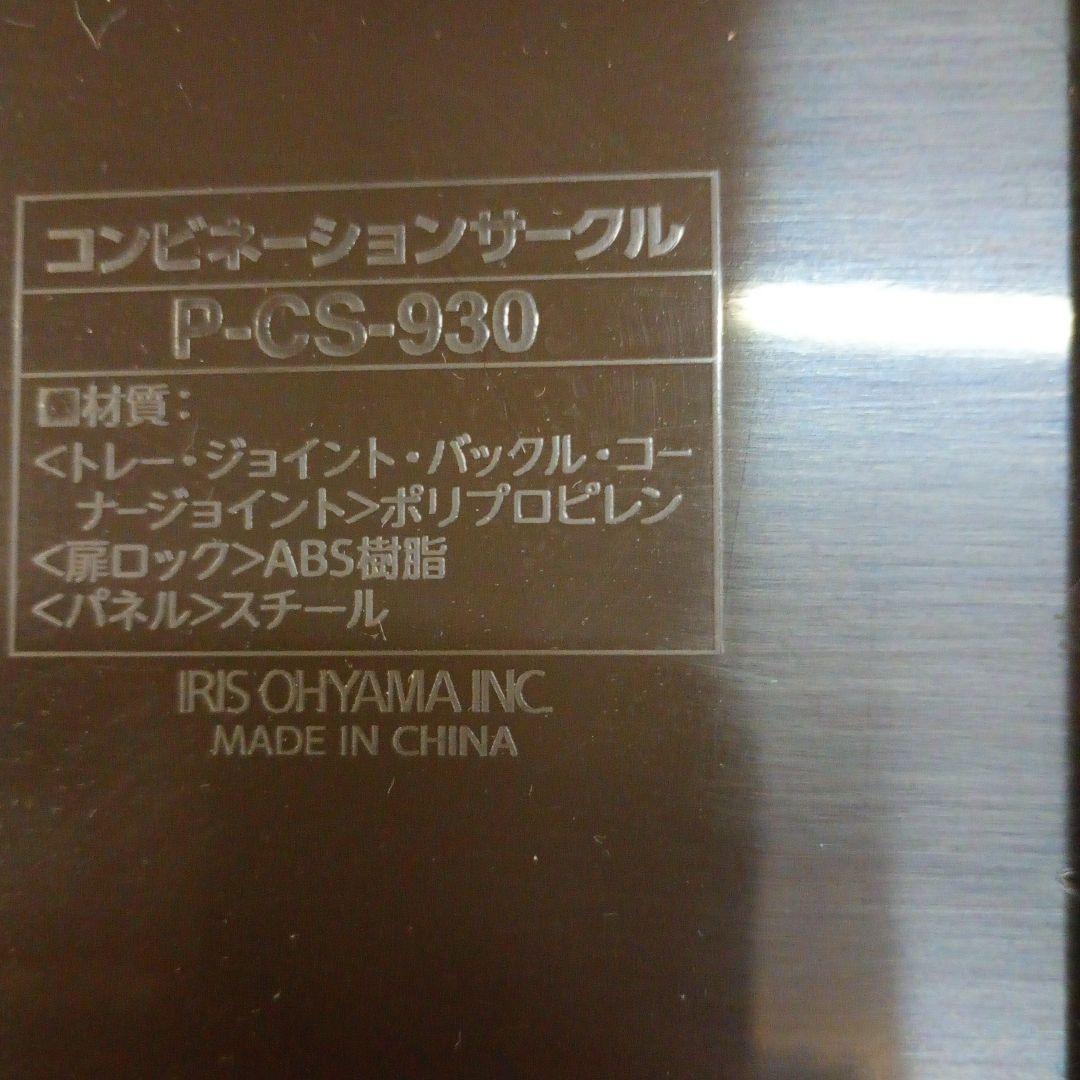 コンビネーションサークル
P-CS-930
□材質：
<トレー・ジョイント・バックル・コー
ナージョイント>ポリプロピレン
<扉ロック>ABS樹脂
<パネル>スチール
IRIS OHYAMA INC.
MADE IN CHINA